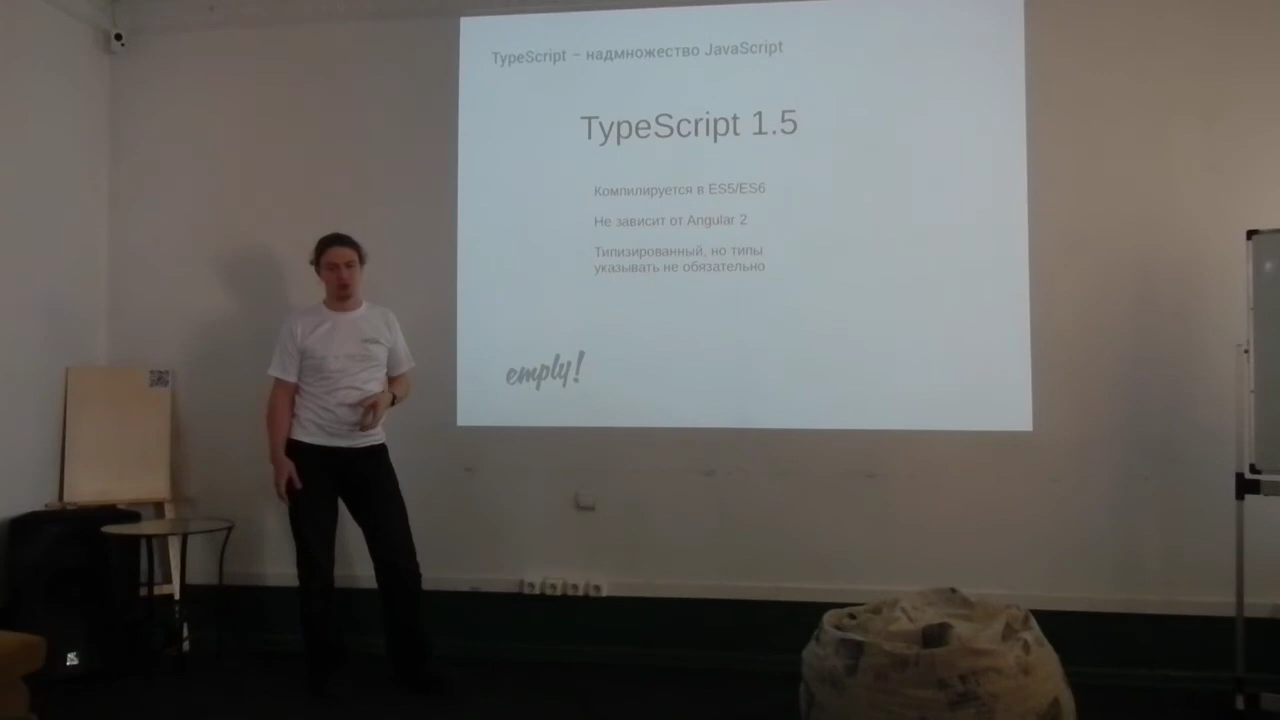 TypeScript – надмножество JavaScript
TypeScript 1.5
Компилируется в ES5/ES6
Не зависит от Angular 2
Типизированный, но типы
указывать не обязательно
emply!